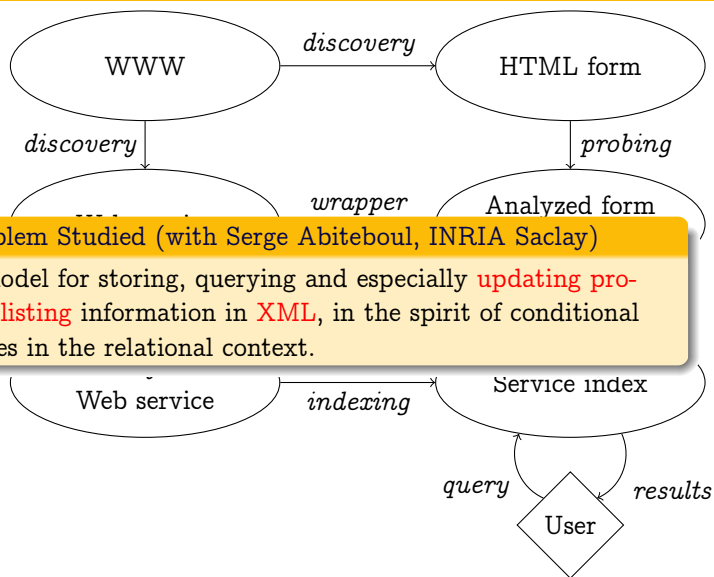 discovery
WWW
HTML form
discovery
probing
wrapper
Analyzed form
blem Studied (with Serge Abiteboul, INRIA Saclay)
odel for storing, querying and especially updating pro-
listing information in XML, in the spirit of conditional
es in the relational context.
Service index
Web service
indexing
query
results
User